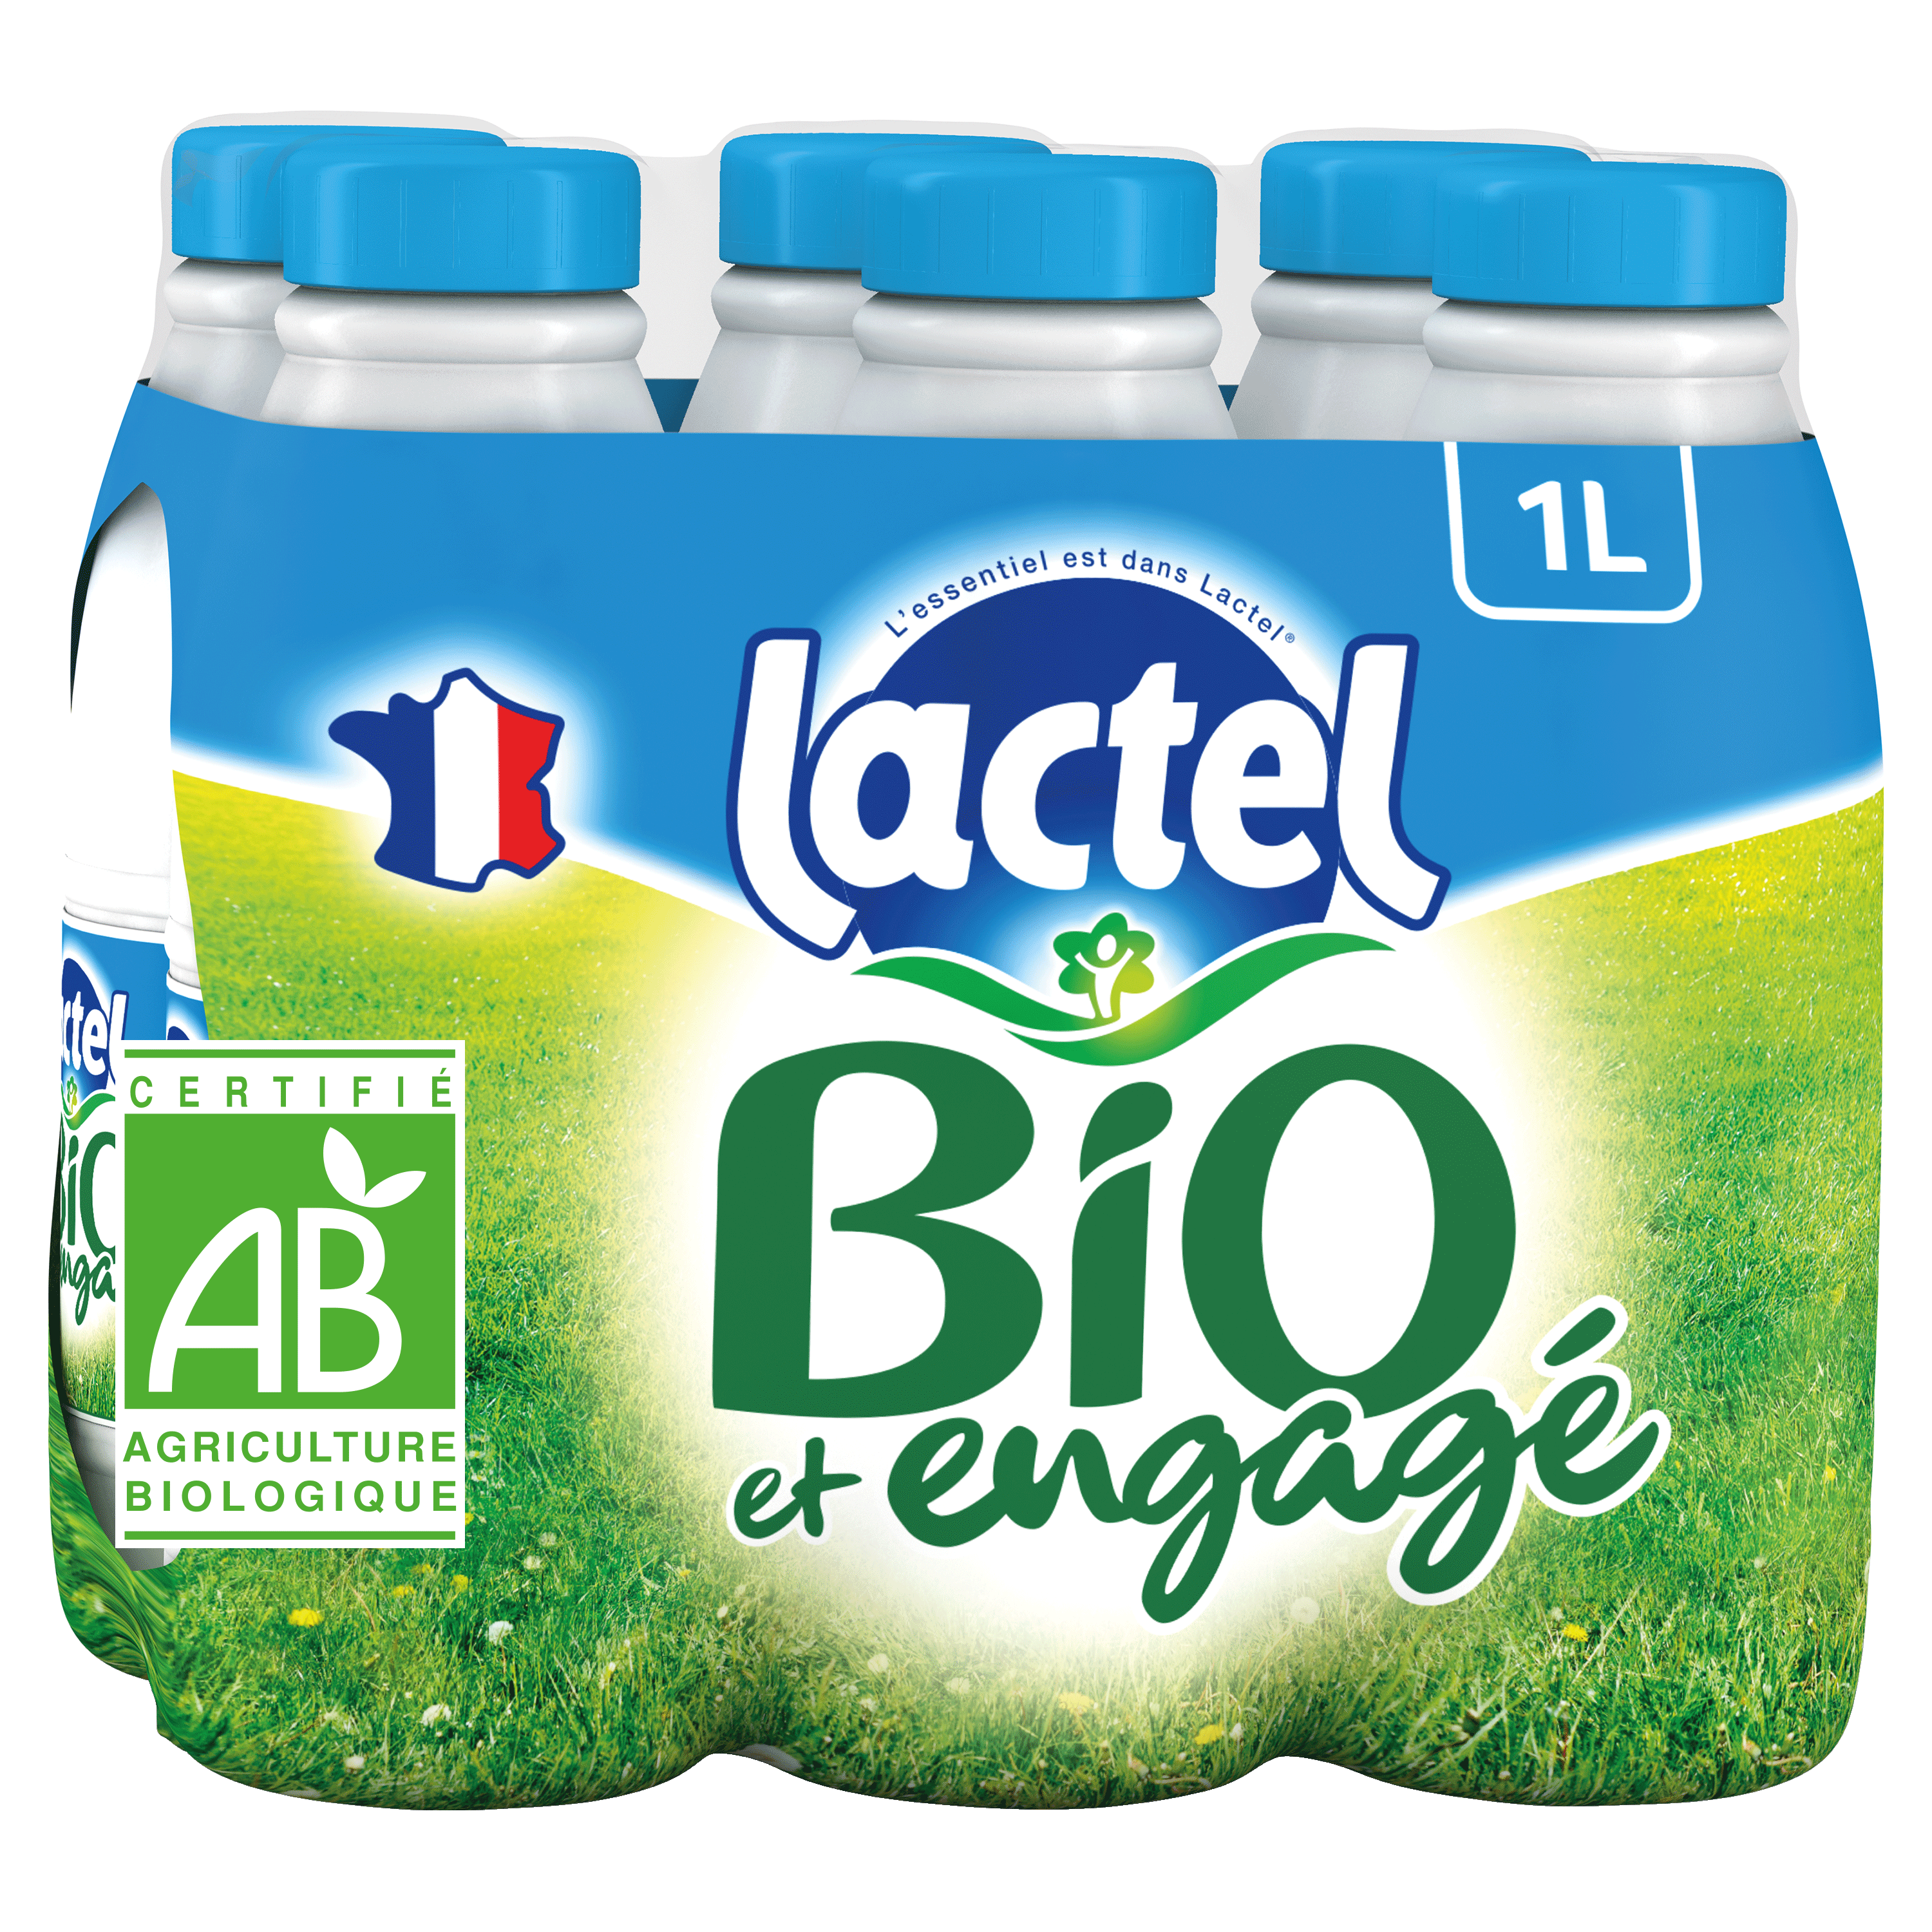 1L
L'essentiel est dans Lactel®
lactel
BiO
et engagé
CERTIFIÉ
AB
AGRICULTURE
BIOLOGIQUE